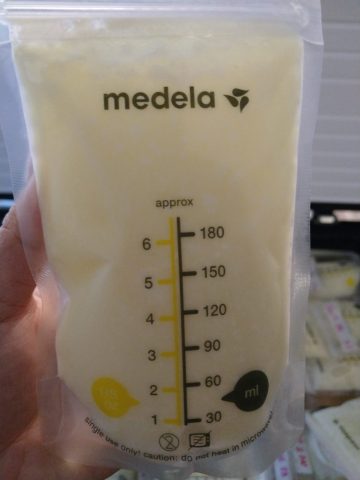 medela
approx
6 180
5 150
4 120
3 90
2 60
1 30
ml
single use only! caution: do not heat in microwave!